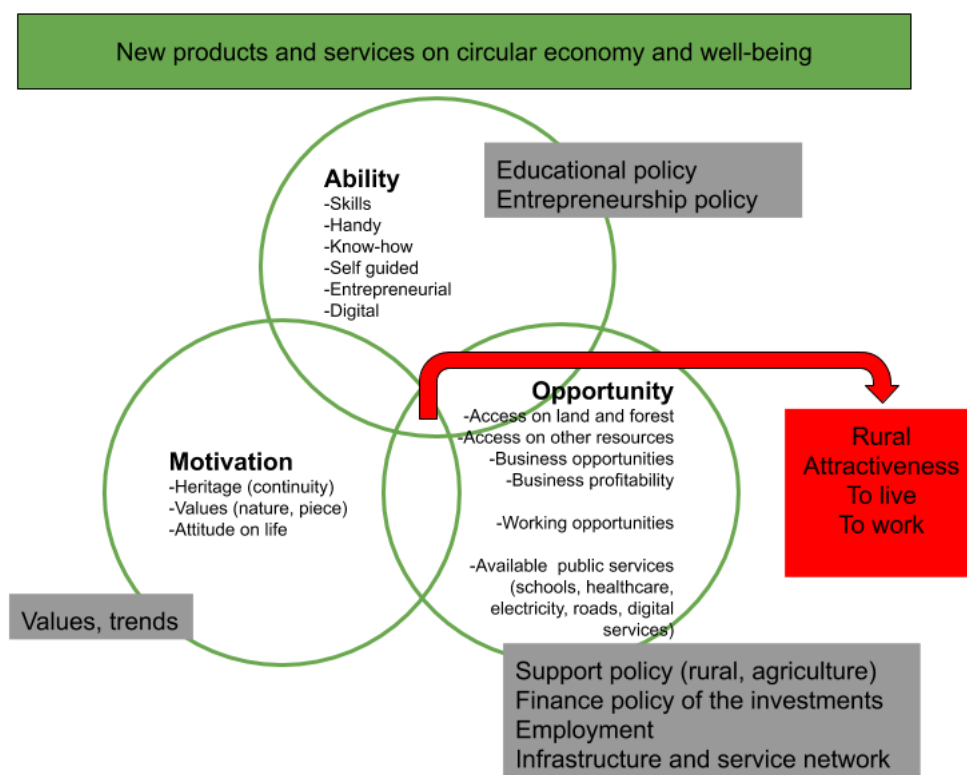 New products and services on circular economy and well-being
Ability
-Skills
-Handy
-Know-how
-Self guided
-Entrepreneurial
-Digital
Educational policy
Entrepreneurship policy
Motivation
-Heritage (continuity)
-Values (nature, piece)
-Attitude on life
Values, trends
Opportunity
-Access on land and forest
-Access on other resources
-Business opportunities
-Business profitability
-Working opportunities
-Available public services
(schools, healthcare,
electricity, roads, digital
services)
Rural
Attractiveness
To live
To work
Support policy (rural, agriculture)
Finance policy of the investments
Employment
Infrastructure and service network